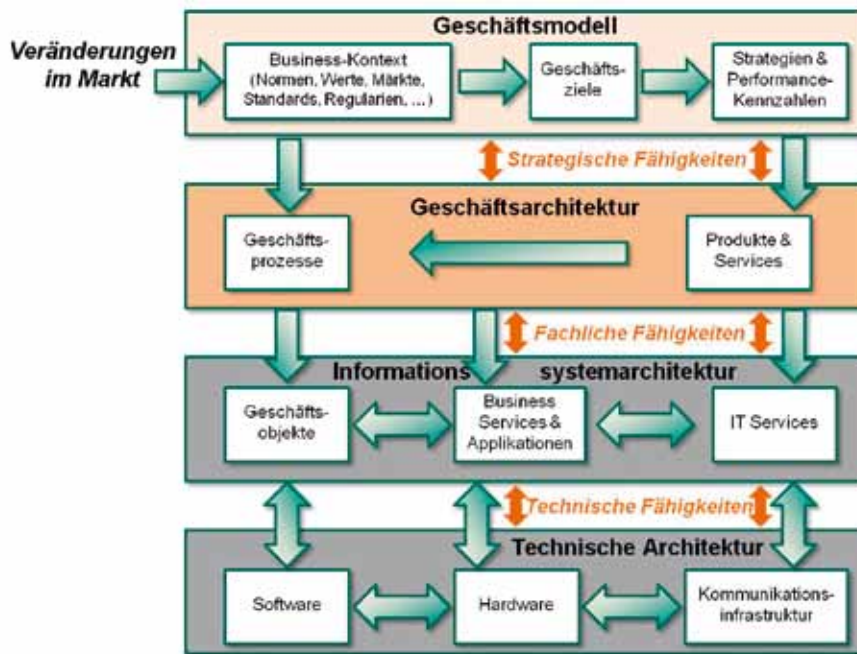 Geschäftsmodell
Veränderungen
im Markt
Business-Kontext
(Normen, Werte, Märkte,
Standards, Regularien, ...)
Geschäfts-
ziele
Strategien &
Performance-
Kennzahlen
Strategische Fähigkeiten
Geschäftsarchitektur
Geschäfts-
prozesse
Produkte &
Services
Fachliche Fähigkeiten
Informations systemarchitektur
Geschäfts-
objekte
Business
Services &
Applikationen
IT Services
Technische Fähigkeiten
Technische Architektur
Software
Hardware
Kommunikations-
infrastruktur